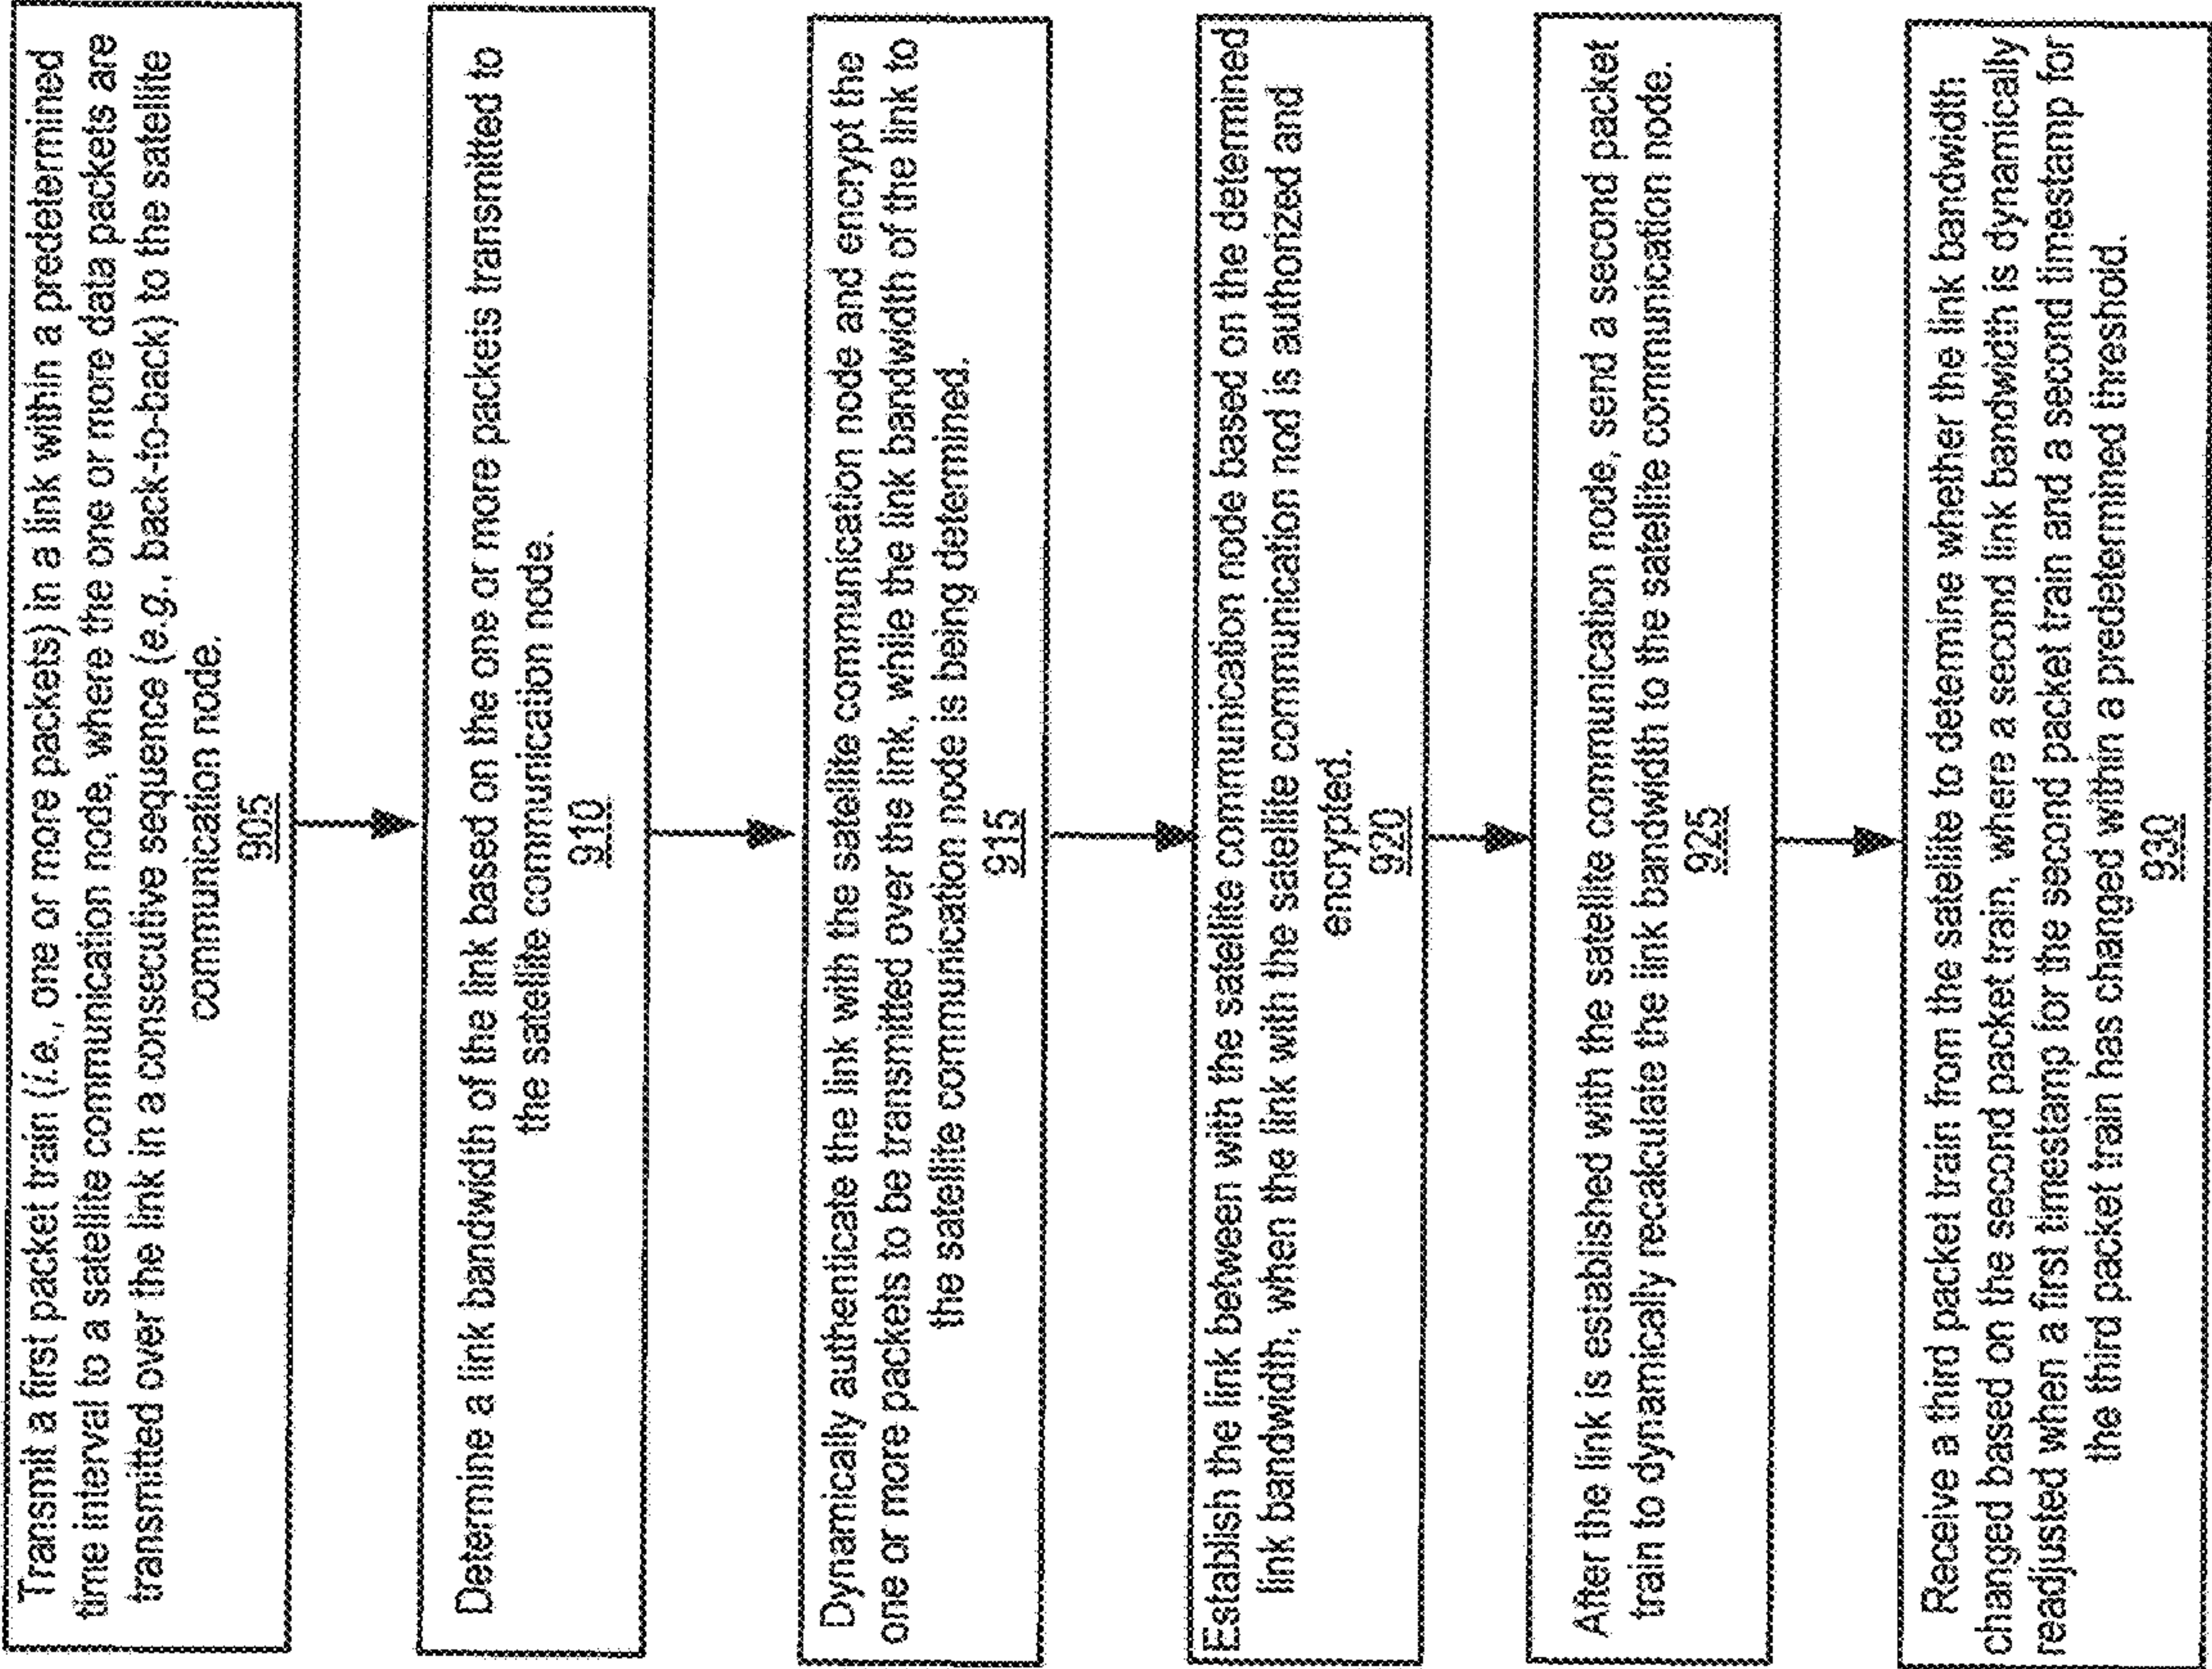 Transmit a first packet train (i.e., one or more packets) in a link within a predetermined
time interval to a satellite communication node, where the one or more data packets are
transmitted over the link in a consecutive sequence (e.g., back-to-back) to the satellite
communication node.
905
Determine a link bandwidth of the link based on the one or more packets transmitted to
the satellite communication node.
910
Dynamically authenticate the link with the satellite communication node and encrypt the
one or more packets to be transmitted over the link, while the link bandwidth of the link to
the satellite communication node is being determined.
915
Establish the link between with the satellite communication node based on the determined
link bandwidth, when the link with the satellite communication nod is authorized and
encrypted.
920
After the link is established with the satellite communication node, send a second packet
train to dynamically recalculate the link bandwidth to the satellite communication node.
925
Receive a third packet train from the satellite to determine whether the link bandwidth
changed based on the second packet train, where a second link bandwidth is dynamically
readjusted when a first timestamp for the second packet train and a second timestamp for
the third packet train has changed within a predetermined threshold.
930